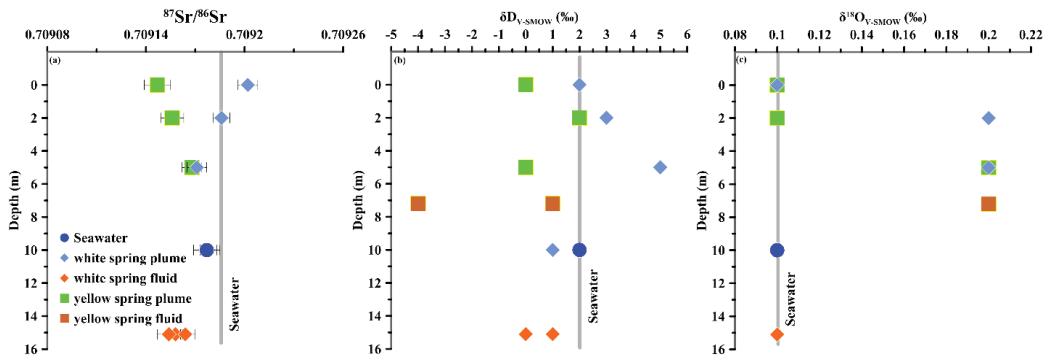 ⁸⁷Sr/⁸⁶Sr
0.70908 0.70914 0.7092 0.70926
(a)
Depth (m)
0
2
4
6
8
10
12
14
16
Seawater
white spring plume
white spring fluid
yellow spring plume
yellow spring fluid
Seawater
δD V-SMOW (‰)
-5 -4 -3 -2 -1 0 1 2 3 4 5 6
(b)
Depth (m)
0
2
4
6
8
10
12
14
16
Seawater
δ¹⁸O V-SMOW (‰)
0.08 0.1 0.12 0.14 0.16 0.18 0.2 0.22
(c)
Depth (m)
0
2
4
6
8
10
12
14
16
Seawater